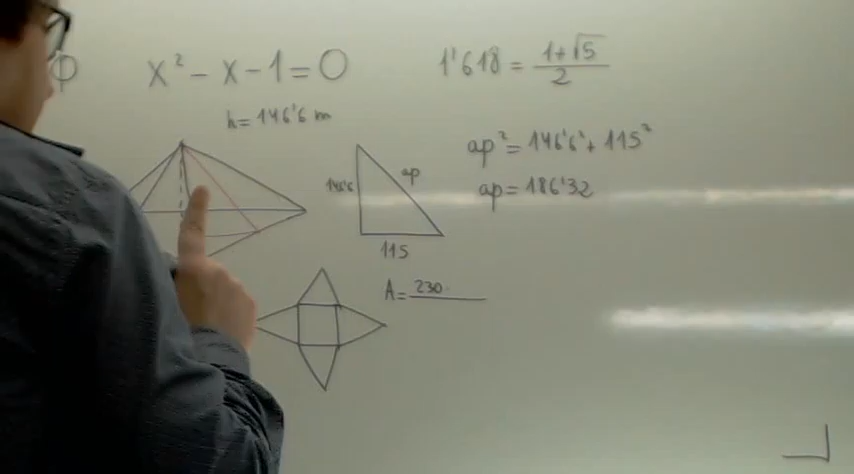 Φ
x² - x - 1 = 0
1'618 = (1+√5)/2
h = 146'6 m
ap² = 146'6² + 115²
ap = 186'32
146'6
ap
115
A = 230·